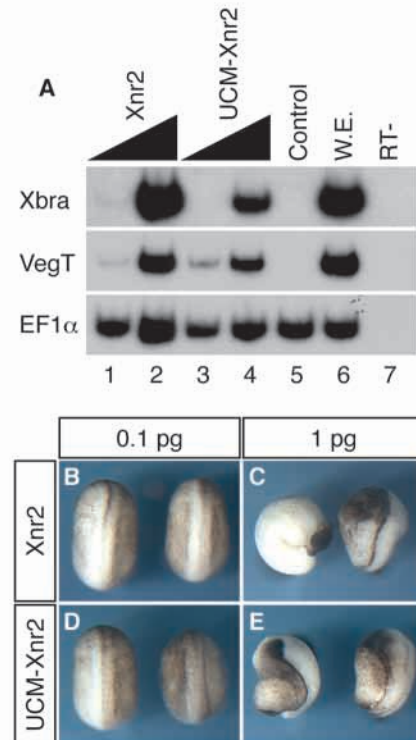 A
Xnr2
UCM-Xnr2
Control
W.E.
RT-
Xbra
VegT
EF1α
1 2 3 4 5 6 7
0.1 pg 1 pg
Xnr2
B C
UCM-Xnr2
D E